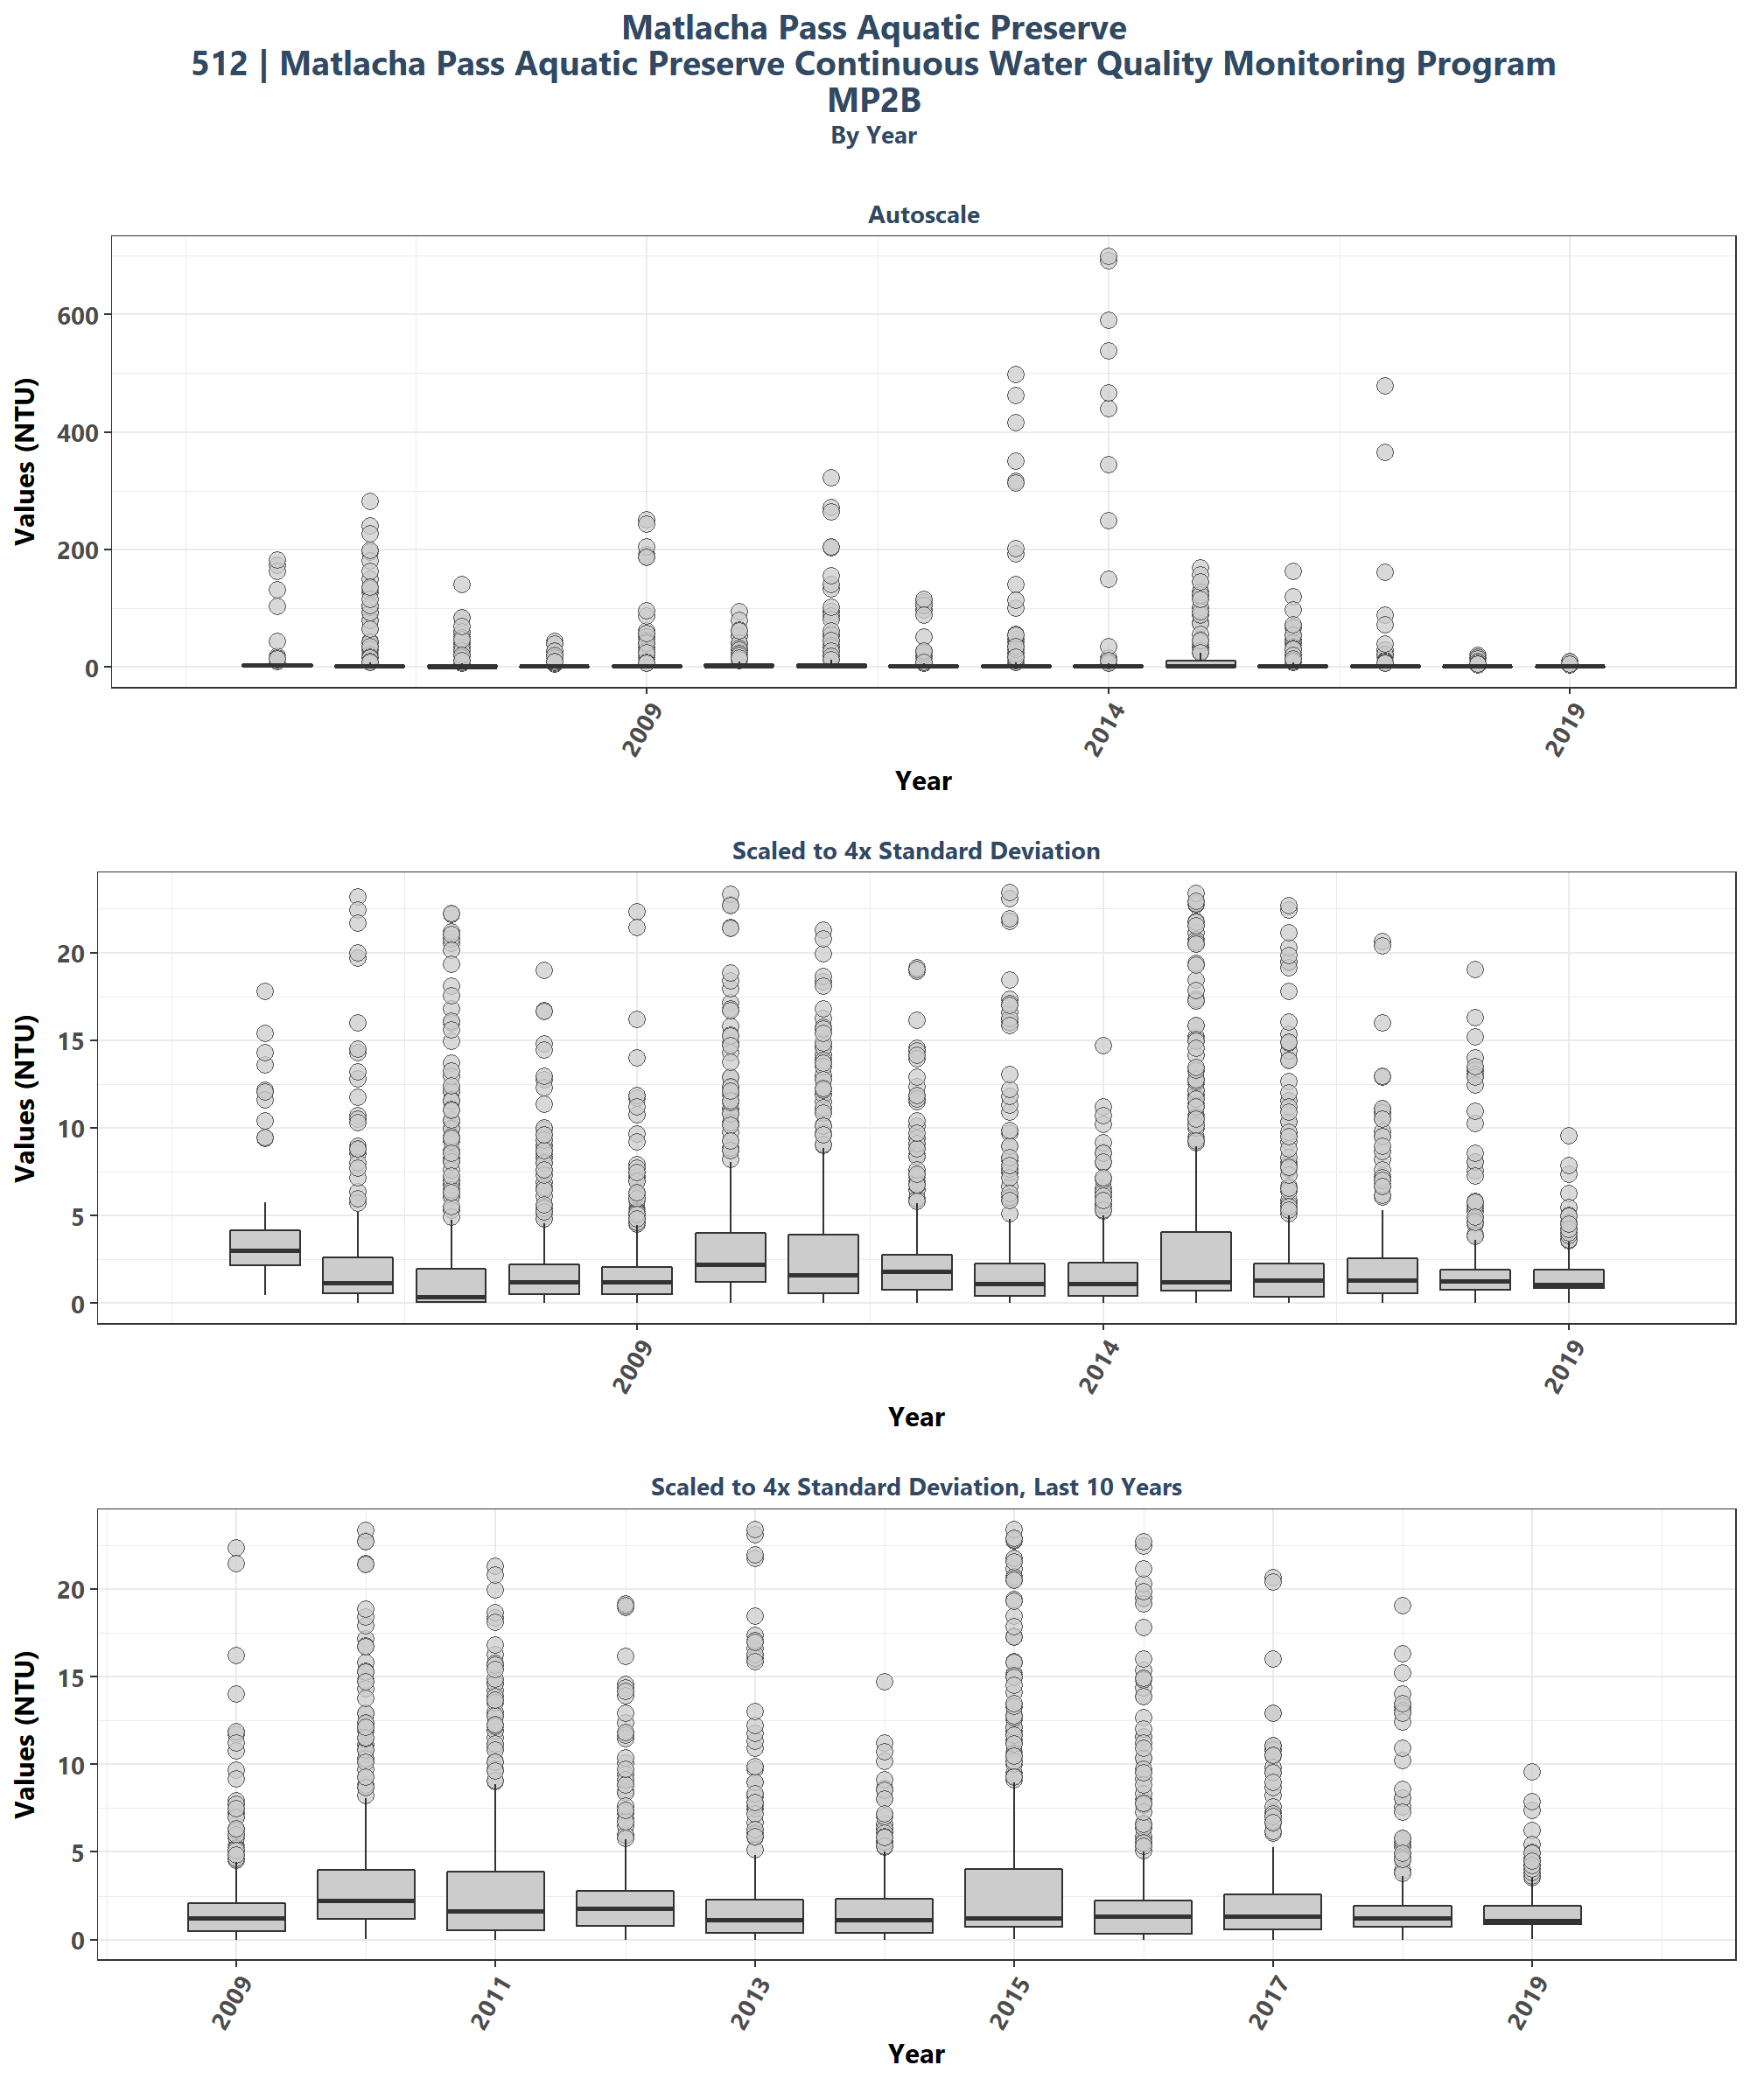 Matlacha Pass Aquatic Preserve
512 | Matlacha Pass Aquatic Preserve Continuous Water Quality Monitoring Program
MP2B
By Year
Autoscale
Values (NTU)
600
400
200
0
2009
2014
2019
Year
Scaled to 4x Standard Deviation
Values (NTU)
20
15
10
5
0
2009
2014
2019
Year
Scaled to 4x Standard Deviation, Last 10 Years
Values (NTU)
20
15
10
5
0
2009
2011
2013
2015
2017
2019
Year